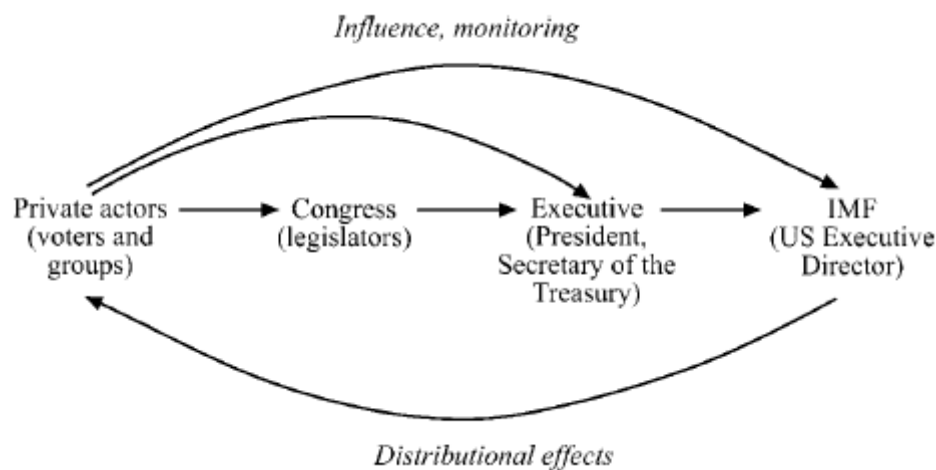 Influence, monitoring
Private actors
(voters and
groups)
Congress
(legislators)
Executive
(President,
Secretary of the
Treasury)
IMF
(US Executive
Director)
Distributional effects